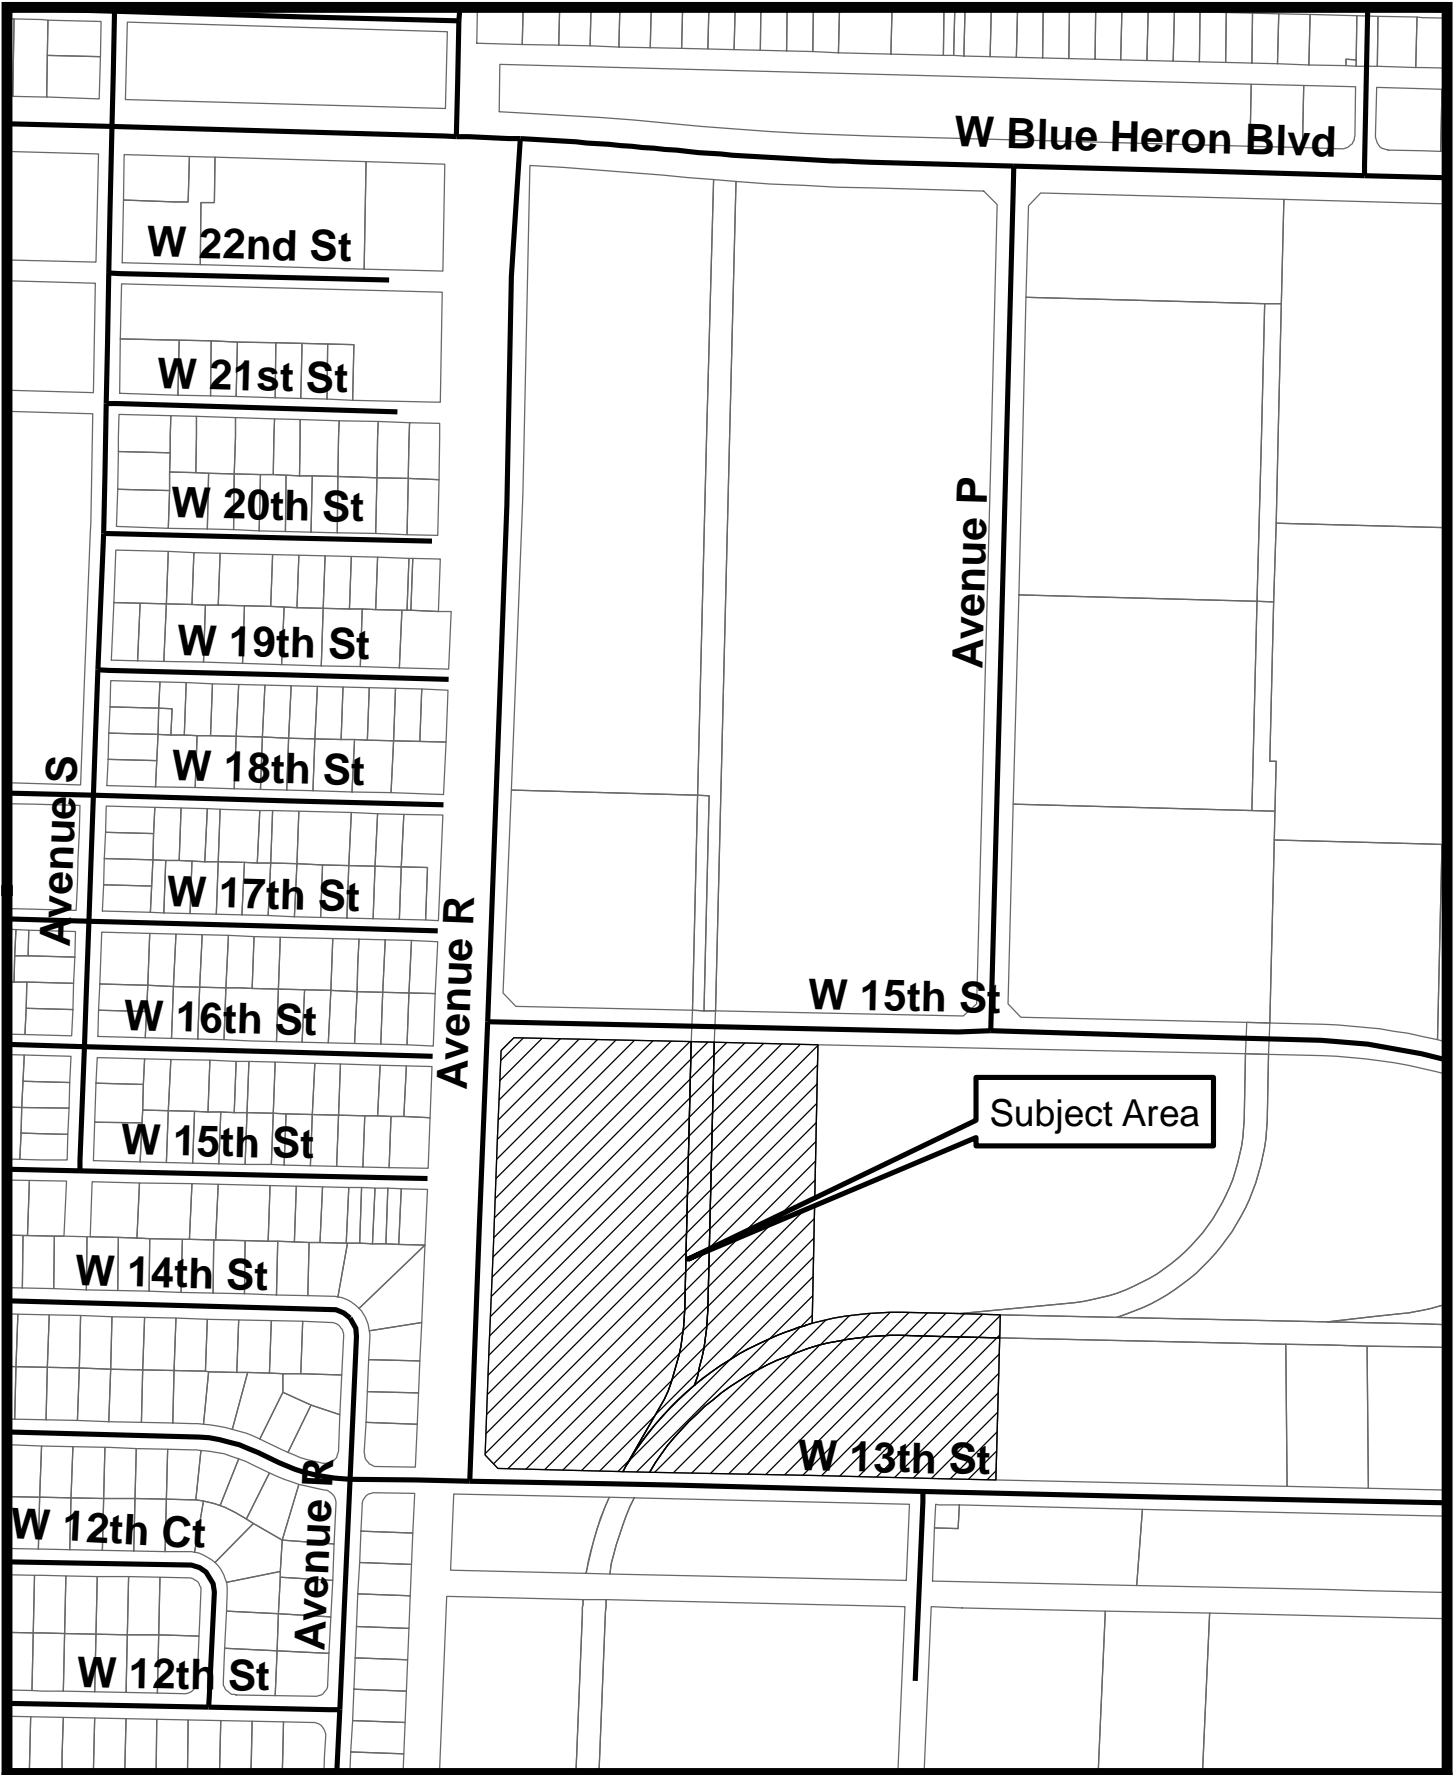 W Blue Heron Blvd
W 22nd St
W 21st St
W 20th St
Avenue P
W 19th St
W 18th St
Avenue S
W 17th St
Avenue R
W 15th St
W 16th St
Subject Area
W 15th St
W 14th St
W 13th St
Avenue R
W 12th Ct
W 12th St